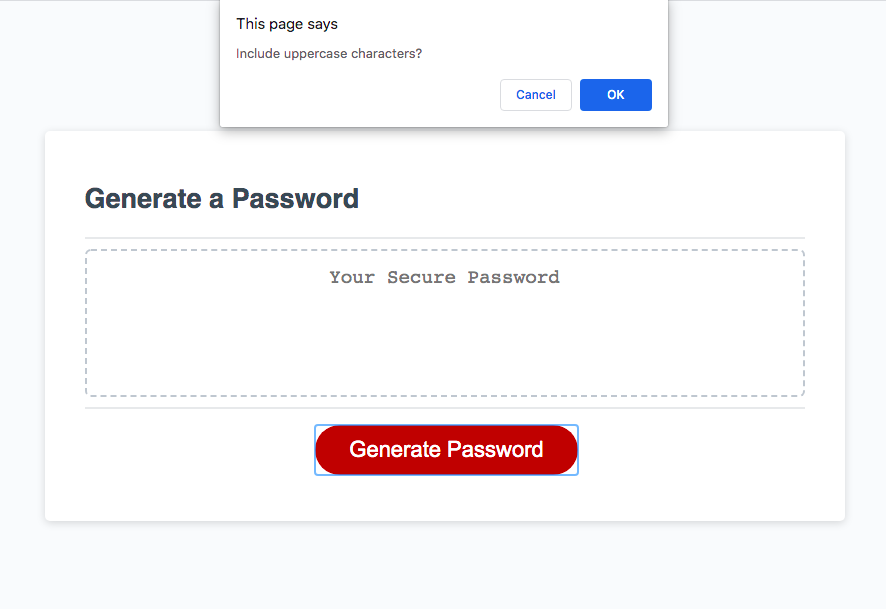 This page says
Include uppercase characters?
Cancel
OK
Generate a Password
Your Secure Password
Generate Password